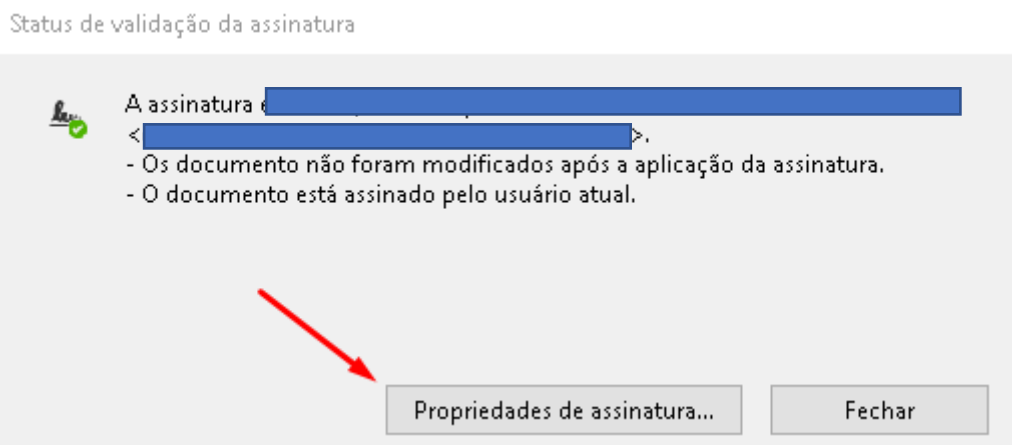 Status de validação da assinatura
A assinatura
<>.
- Os documento não foram modificados após a aplicação da assinatura.
- O documento está assinado pelo usuário atual.
Propriedades de assinatura...
Fechar